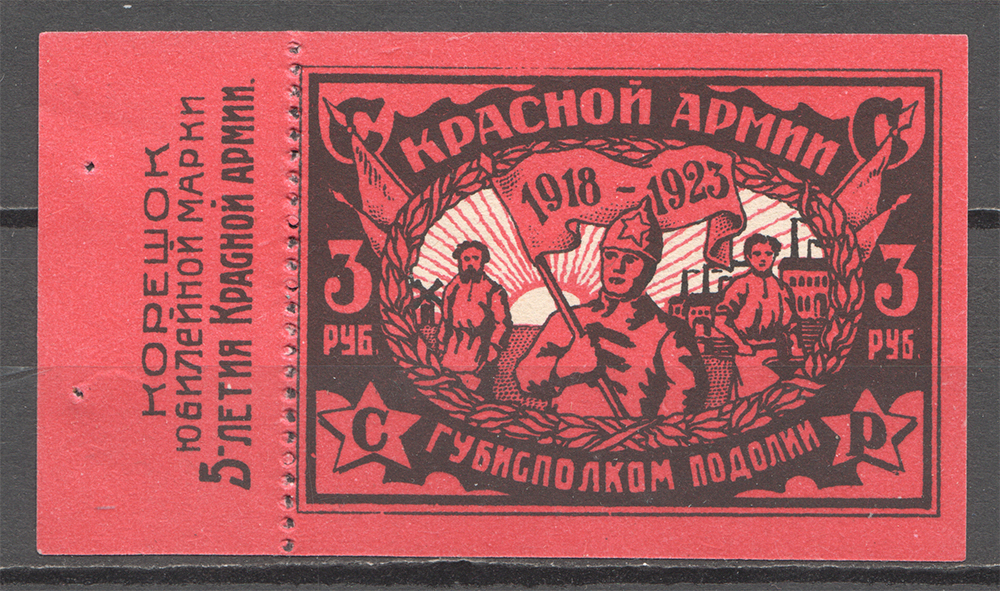 КОРЕШОК
ЮБИЛЕЙНОЙ МАРКИ
5-ЛЕТИЯ КРАСНОЙ АРМИИ.
С С
КРАСНОЙ АРМИИ
1918 - 1923
3 РУБ.
3 РУБ.
С Р
ГУБИСПОЛКОМ ПОДОЛИИ